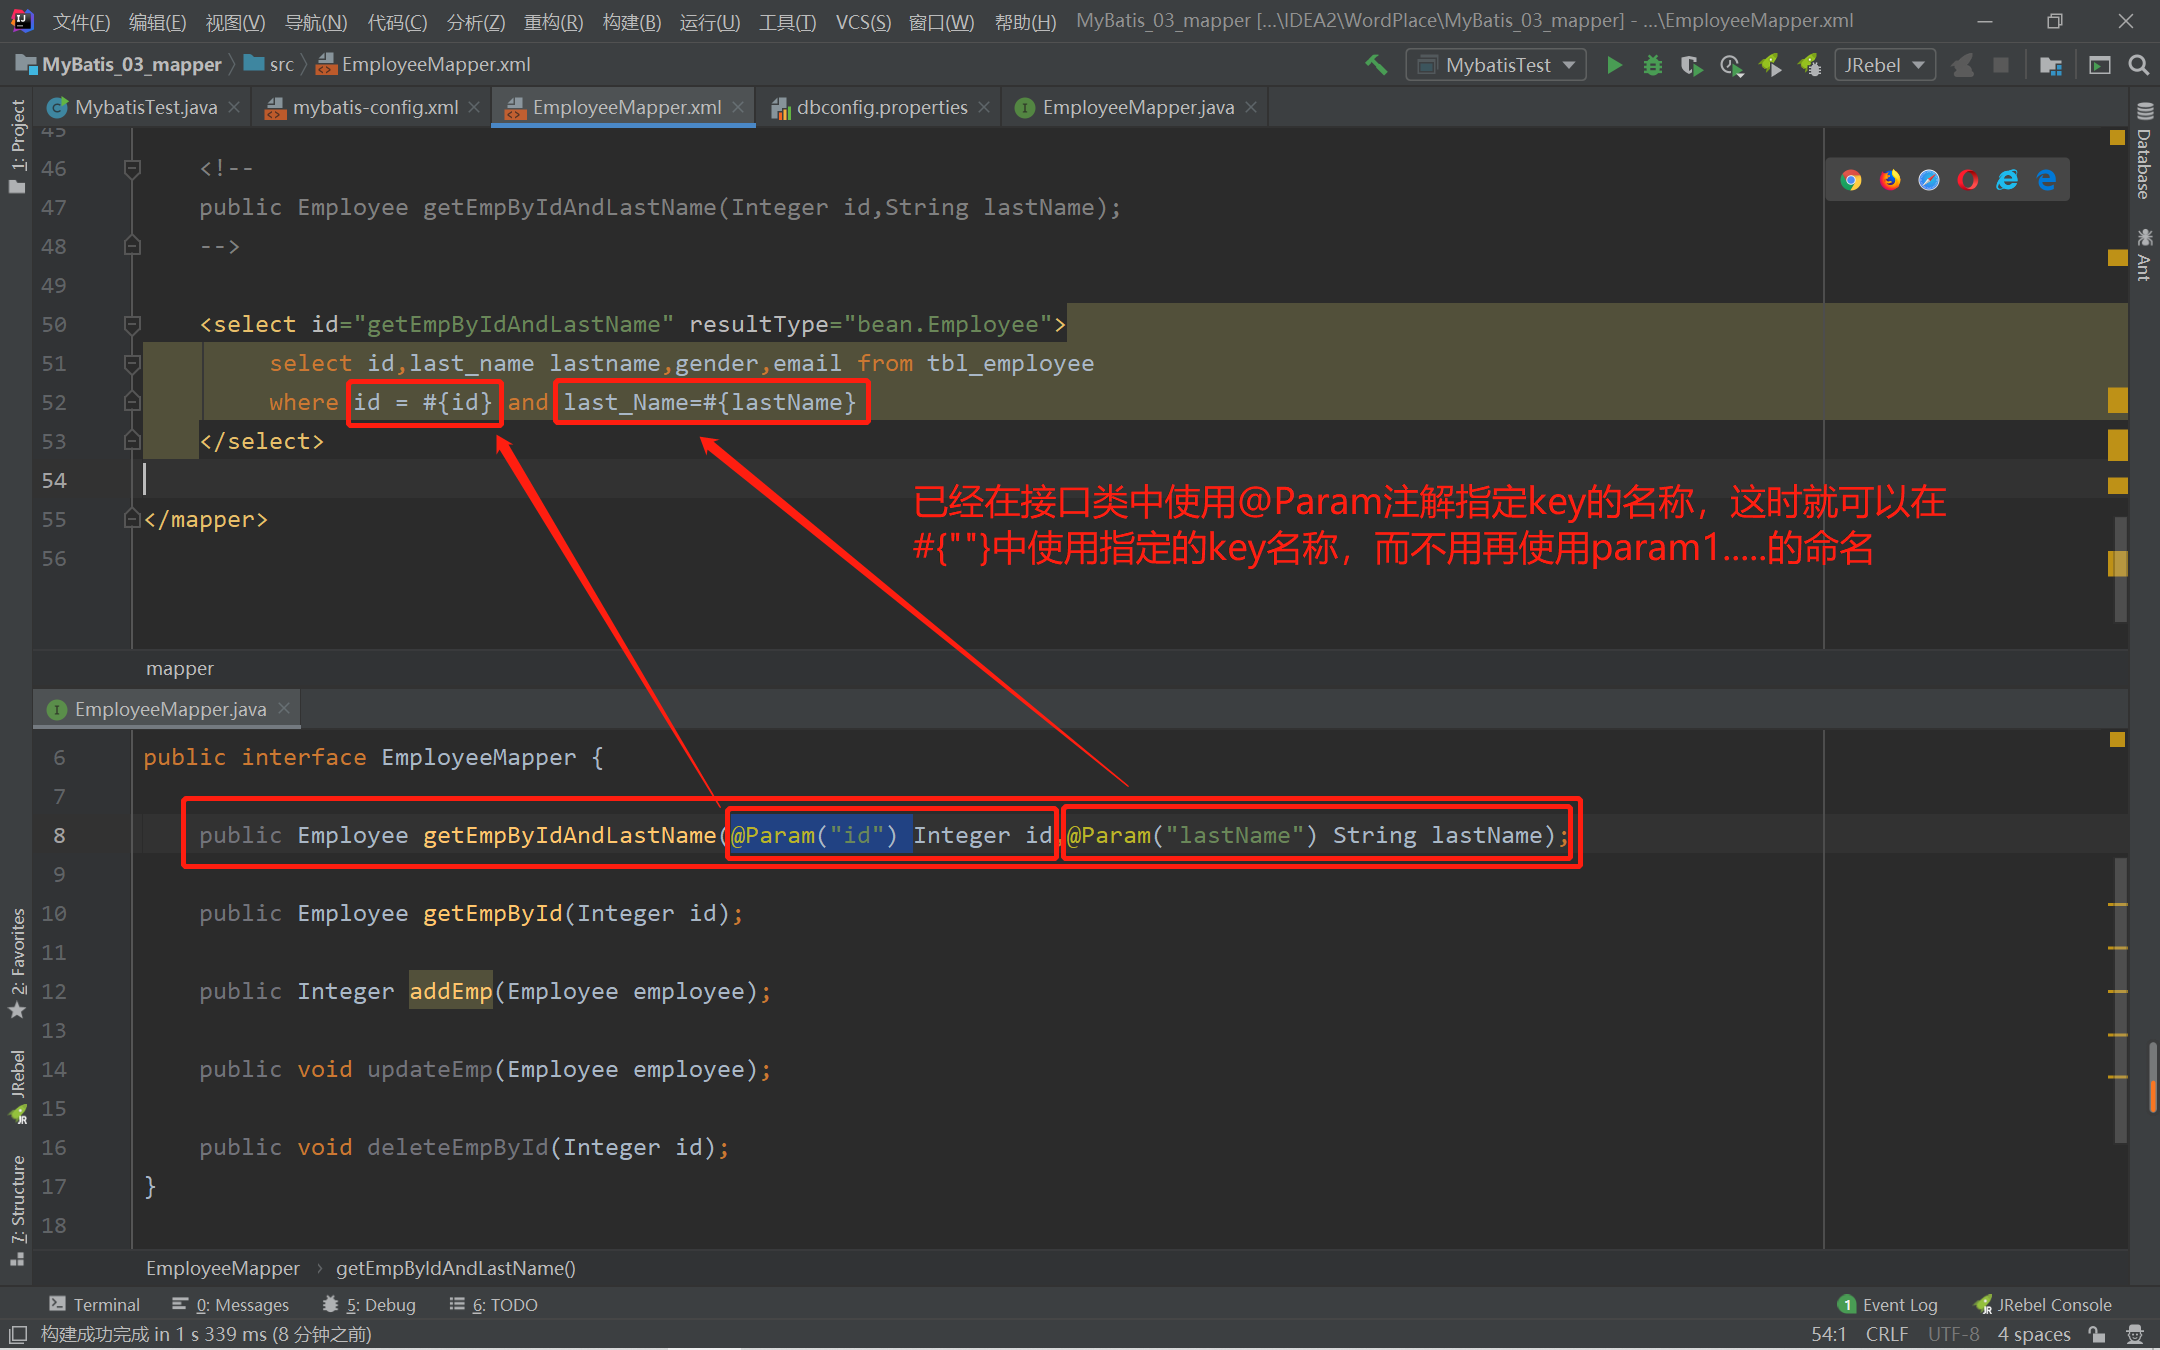 文件(F) 编辑(E) 视图(V) 导航(N) 代码(C) 分析(Z) 重构(R) 构建(B) 运行(U) 工具(T) VCS(S) 窗口(W) 帮助(H) MyBatis_03_mapper [...\IDEA2\WordPlace\MyBatis_03_mapper] - ...\EmployeeMapper.xml
MyBatis_03_mapper src EmployeeMapper.xml MybatisTest JRebel
MybatisTest.java mybatis-config.xml EmployeeMapper.xml dbconfig.properties EmployeeMapper.java
1: Project
Database
Ant
45
46 <!--
47 public Employee getEmpByIdAndLastName(Integer id,String lastName);
48 -->
49
50 <select id="getEmpByIdAndLastName" resultType="bean.Employee">
51 select id,last_name lastname,gender,email from tbl_employee
52 where id = #{id} and last_Name=#{lastName}
53 </select>
54
55 </mapper>
56
已经在接口类中使用@Param注解指定key的名称，这时就可以在
#{""}中使用指定的key名称，而不用再使用param1.....的命名
mapper
EmployeeMapper.java
6 public interface EmployeeMapper {
7
8 public Employee getEmpByIdAndLastName(@Param("id") Integer id,@Param("lastName") String lastName);
9
10 public Employee getEmpById(Integer id);
11
12 public Integer addEmp(Employee employee);
13
14 public void updateEmp(Employee employee);
15
16 public void deleteEmpById(Integer id);
17 }
18
2: Favorites
JRebel
7: Structure
EmployeeMapper › getEmpByIdAndLastName()
Terminal 0: Messages 5: Debug 6: TODO 1 Event Log JRebel Console
构建成功完成 in 1 s 339 ms (8 分钟之前) 54:1 CRLF UTF-8 4 spaces